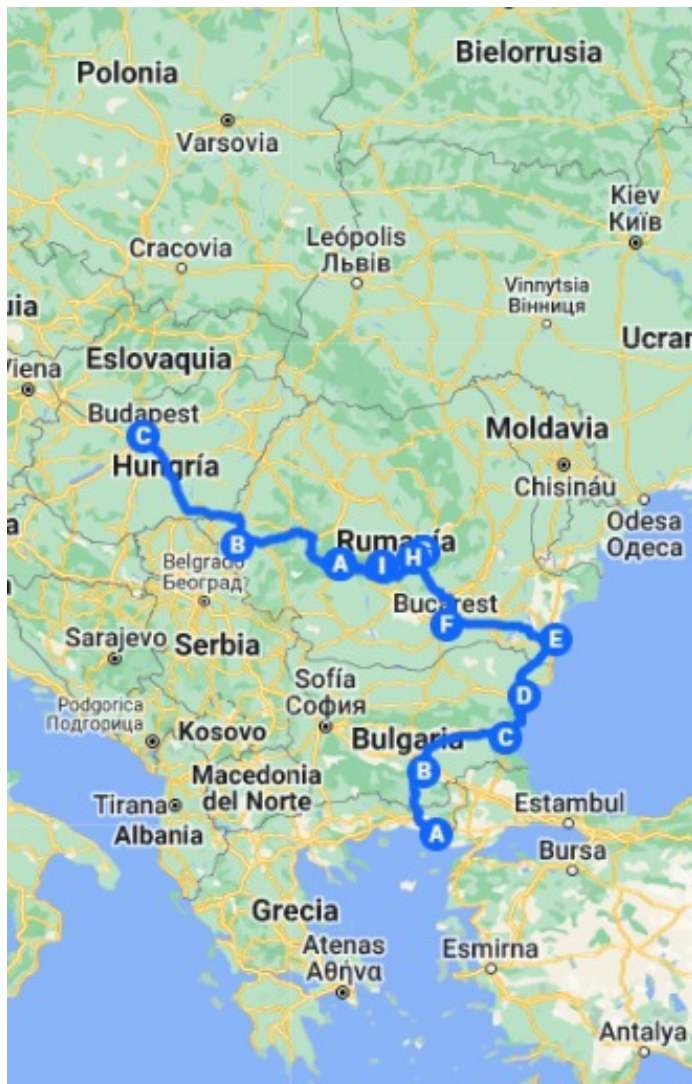 Bielorrusia
Polonia
Varsovia
Kiev
Київ
Cracovia
Leópolis
Львів
Vinnytsia
Вінниця
uia
Ucran
Eslovaquia
Viena
Budapest
C
Hungría
Moldavia
Chisináu
Odesa
Одеса
a
B
Rumanía
A
I
H
Belgrado
Београд
Bucarest
F
E
Sarajevo
Serbia
Sofía
София
D
Podgorica
Подгорица
Kosovo
Bulgaria
C
B
Macedonia
del Norte
Tirana
Estambul
A
Albania
Bursa
Grecia
Atenas
Αθήνα
Esmirna
Antalya